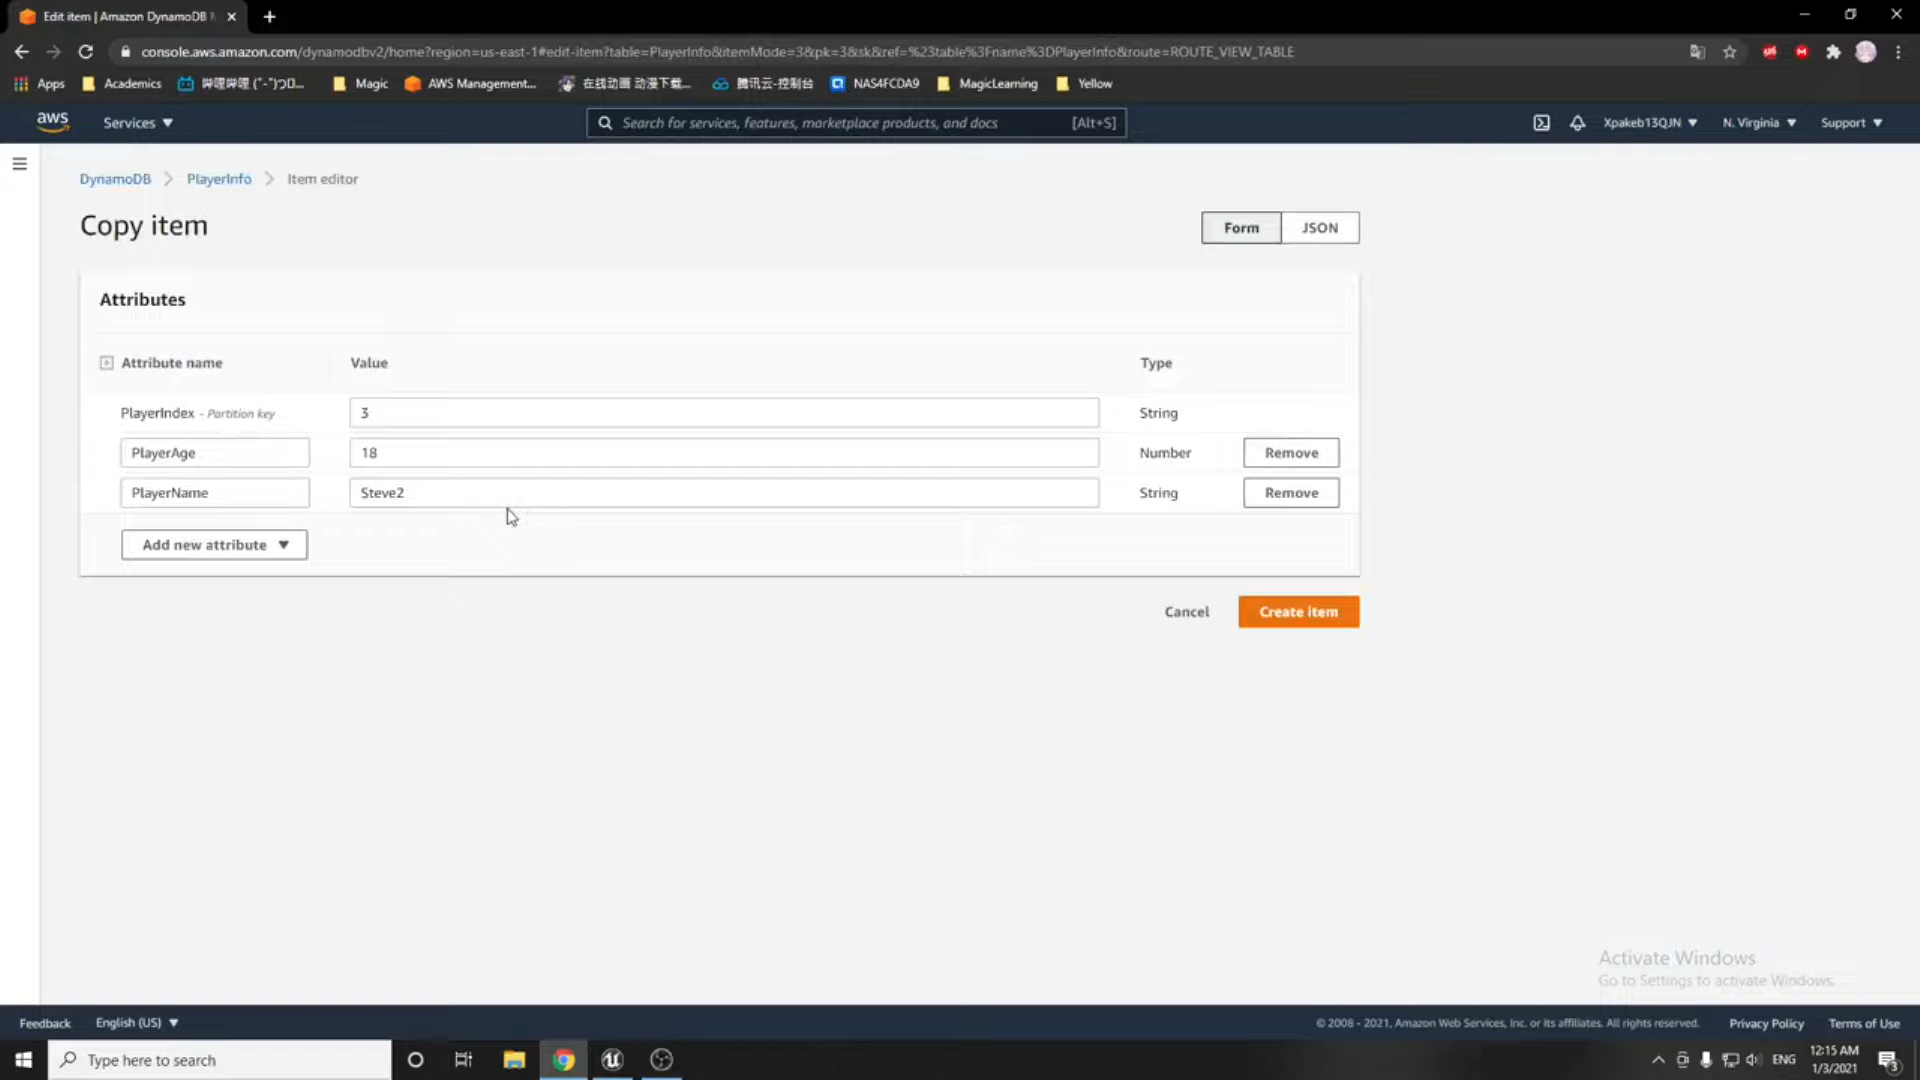 Edit item | Amazon DynamoDB
console.aws.amazon.com/dynamodbv2/home?region=us-east-1#edit-item?table=PlayerInfo&itemMode=3&pk=3&sk&ref=%23table%3Fname%3DPlayerInfo&route=ROUTE_VIEW_TABLE
Apps Academics 哔哩哔哩 (゜-゜)つロ... Magic AWS Management... 在线动画 动漫下载... 腾讯云-控制台 NAS4FCDA9 MagicLearning Yellow
aws Services ▼ Search for services, features, marketplace products, and docs [Alt+S] Xpakeb13QJN ▼ N. Virginia ▼ Support ▼
DynamoDB > PlayerInfo > Item editor
Copy item Form JSON
Attributes
Attribute name Value Type
PlayerIndex - Partition key 3 String
PlayerAge 18 Number Remove
PlayerName Steve2 String Remove
Add new attribute ▼
Cancel Create item
Activate Windows
Go to Settings to activate Windows.
Feedback English (US) ▼ © 2008 - 2021, Amazon Web Services, Inc. or its affiliates. All rights reserved. Privacy Policy Terms of Use
Type here to search ENG 12:15 AM 3
1/3/2021